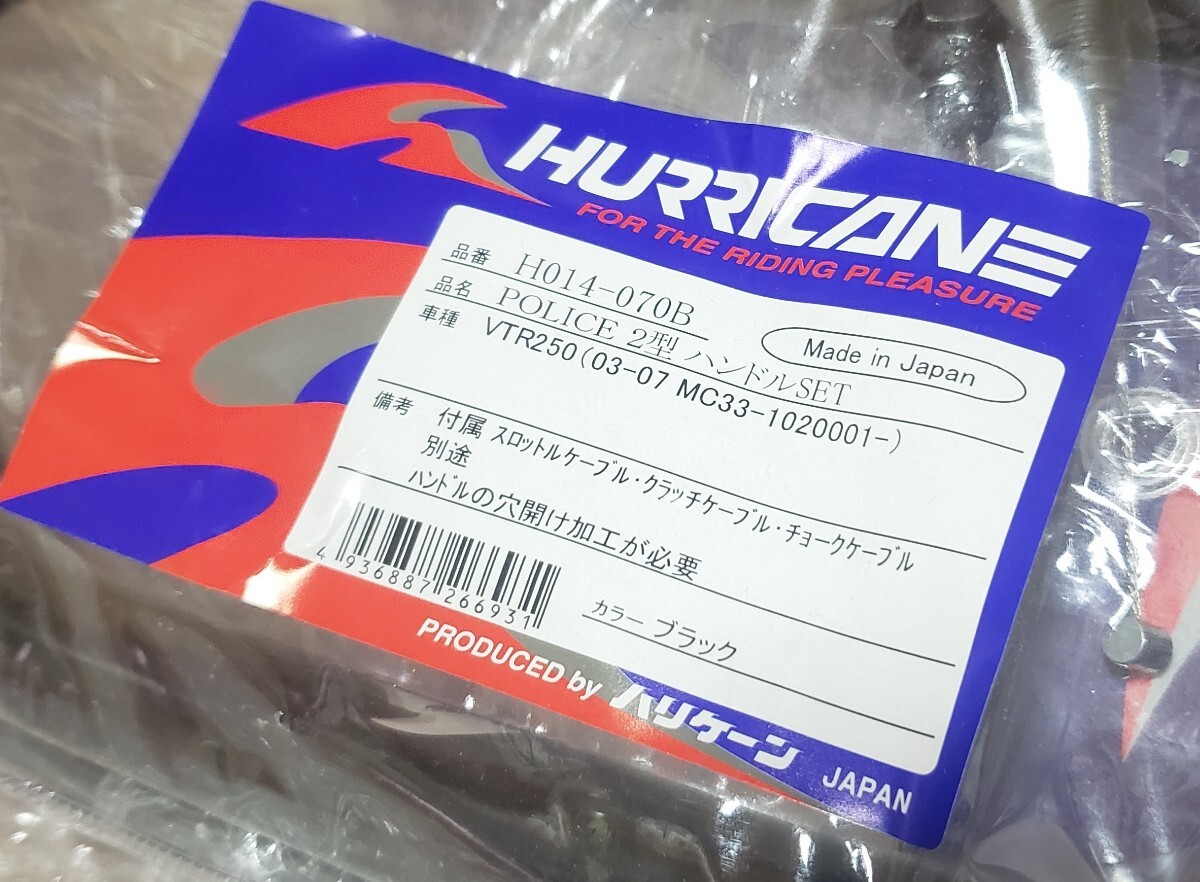 HURRICANE
FOR THE RIDING PLEASURE
品番 H014-070B
Made in Japan
品名 POLICE 2型 ハンドルSET
車種 VTR250(03-07 MC33-1020001-)
備考 付属 スロットルケーブル・クラッチケーブル・チョークケーブル
別途
ハンドルの穴開け加工が必要
4 936887 266931
カラー ブラック
PRODUCED by ハリケーン JAPAN